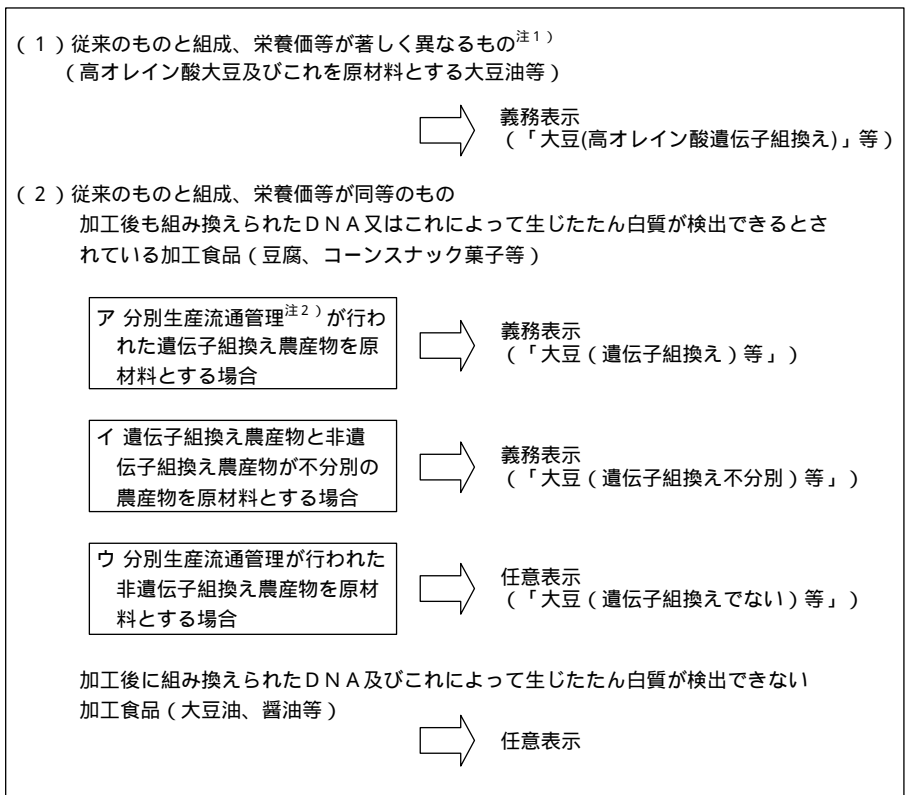 (１)従来のものと組成、栄養価等が著しく異なるもの注１)
(高オレイン酸大豆及びこれを原材料とする大豆油等)
義務表示
(「大豆(高オレイン酸遺伝子組換え)」等)
(２)従来のものと組成、栄養価等が同等のもの
加工後も組み換えられたＤＮＡ又はこれによって生じたたん白質が検出できるとさ
れている加工食品(豆腐、コーンスナック菓子等)
ア 分別生産流通管理注２)が行わ
れた遺伝子組換え農産物を原
材料とする場合
義務表示
(「大豆(遺伝子組換え)等」)
イ 遺伝子組換え農産物と非遺
伝子組換え農産物が不分別の
農産物を原材料とする場合
義務表示
(「大豆(遺伝子組換え不分別)等」)
ウ 分別生産流通管理が行われた
非遺伝子組換え農産物を原材
料とする場合
任意表示
(「大豆(遺伝子組換えでない)等」)
加工後に組み換えられたＤＮＡ及びこれによって生じたたん白質が検出できない
加工食品(大豆油、醤油等)
任意表示